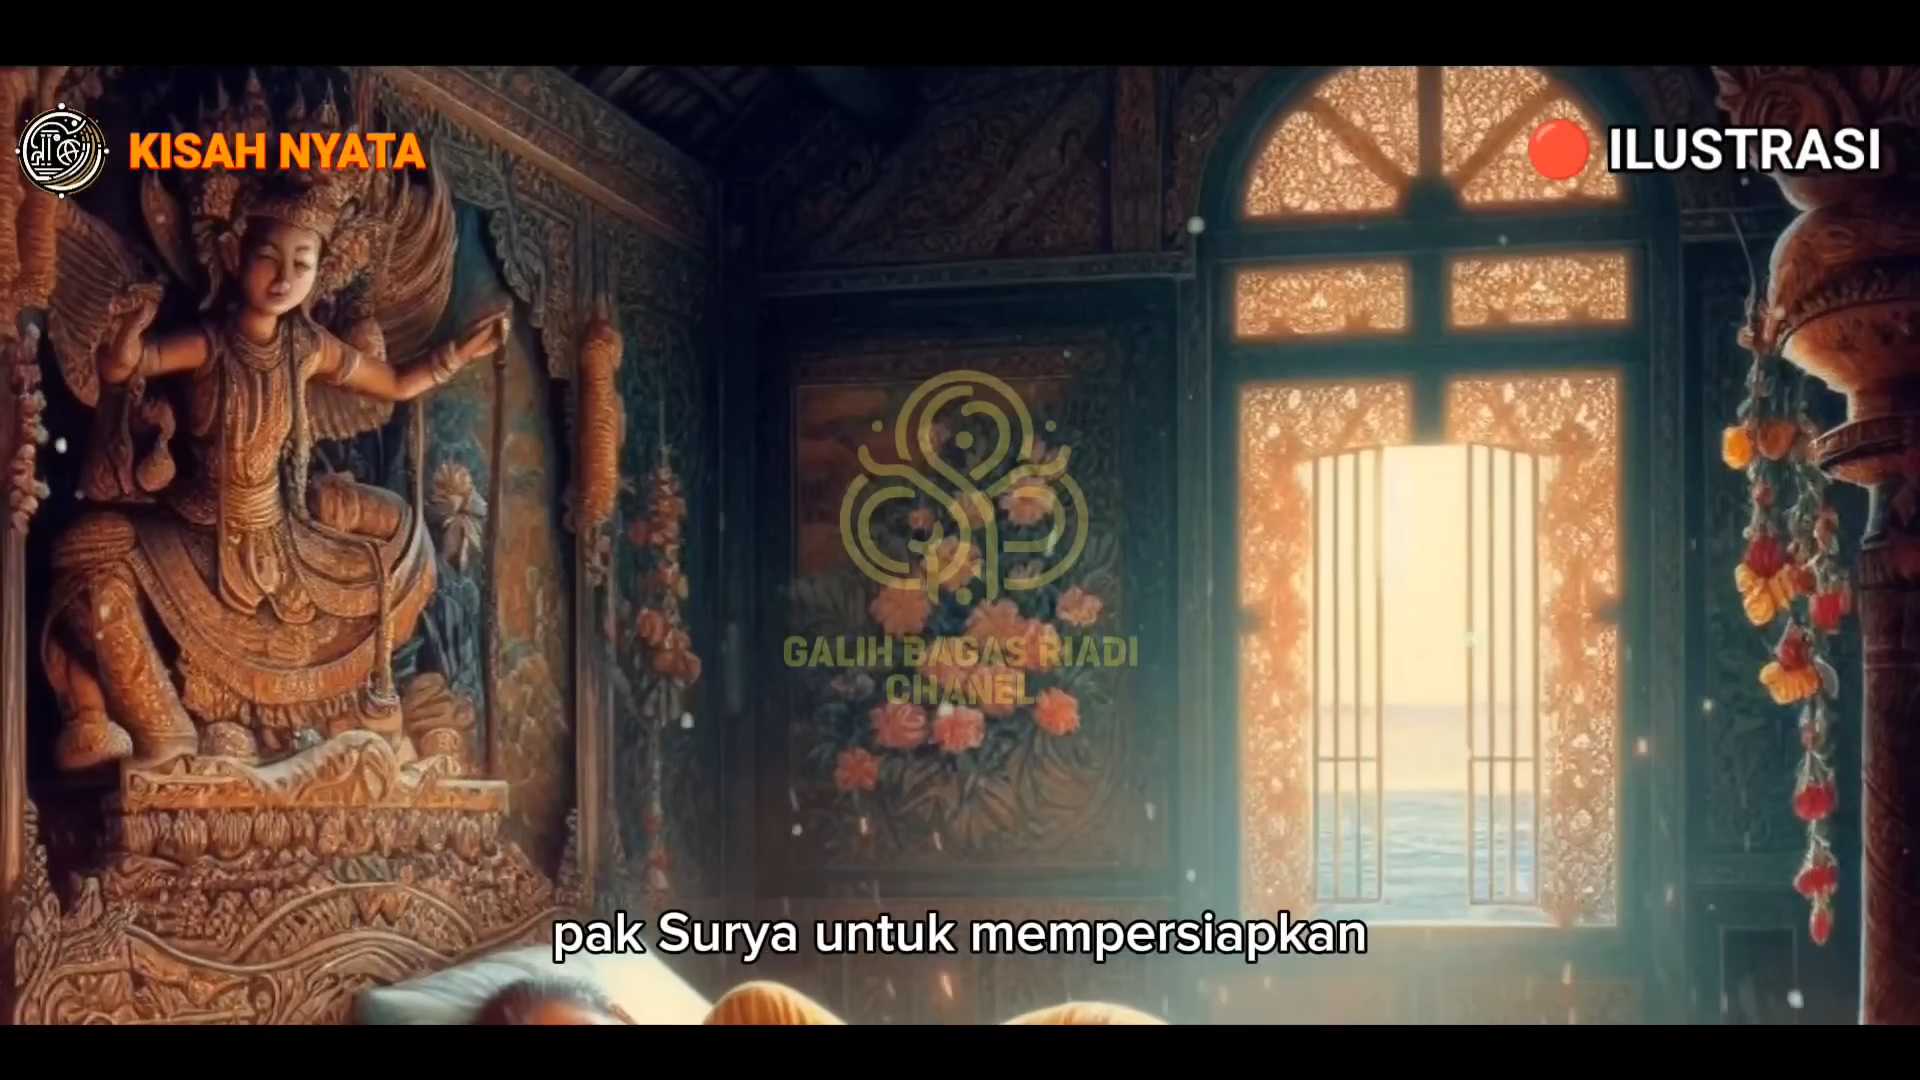 KISAH NYATA
ILUSTRASI
GALIH BAGAS RIADI
CHANEL
pak Surya untuk mempersiapkan